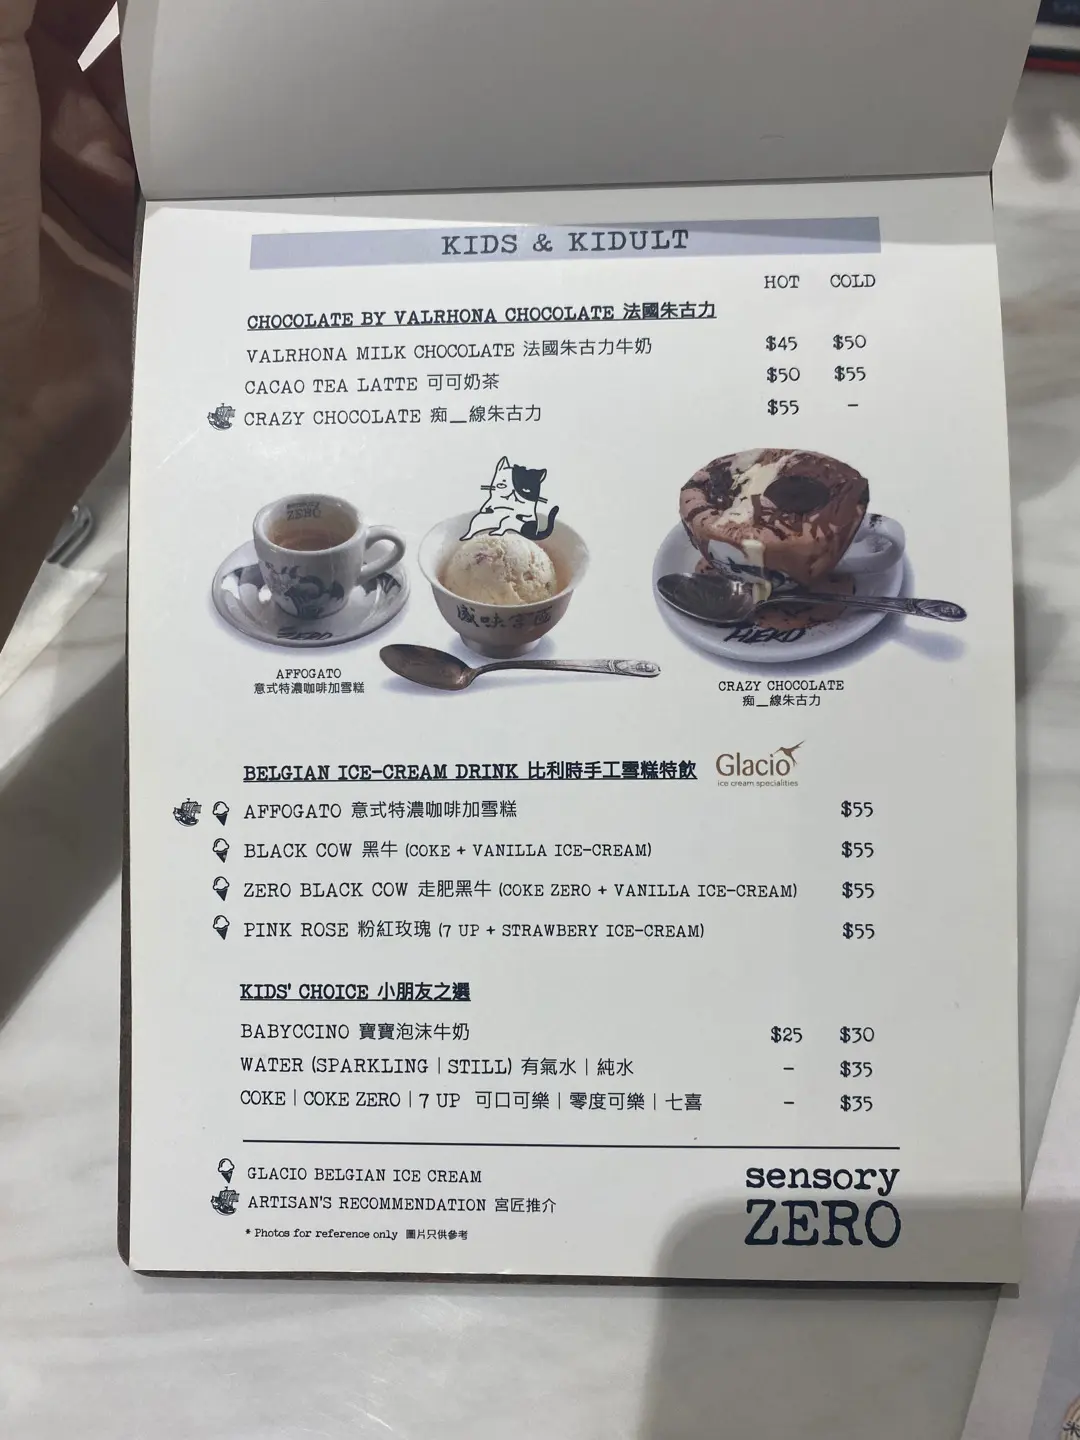 KIDS & KIDULT
HOT COLD
CHOCOLATE BY VALRHONA CHOCOLATE 法國朱古力
VALRHONA MILK CHOCOLATE 法國朱古力牛奶 $45 $50
CACAO TEA LATTE 可可奶茶 $50 $55
CRAZY CHOCOLATE 痴__線朱古力 $55 -
ZERO
ZERO
AFFOGATO
意式特濃咖啡加雪糕
CRAZY CHOCOLATE
痴__線朱古力
BELGIAN ICE-CREAM DRINK 比利時手工雪糕特飲 Glacio
ice cream specialities
AFFOGATO 意式特濃咖啡加雪糕 $55
BLACK COW 黑牛 (COKE + VANILLA ICE-CREAM) $55
ZERO BLACK COW 走肥黑牛 (COKE ZERO + VANILLA ICE-CREAM) $55
PINK ROSE 粉紅玫瑰 (7 UP + STRAWBERY ICE-CREAM) $55
KIDS' CHOICE 小朋友之選
BABYCCINO 寶寶泡沫牛奶 $25 $30
WATER (SPARKLING | STILL) 有氣水 | 純水 - $35
COKE | COKE ZERO | 7 UP 可口可樂 | 零度可樂 | 七喜 - $35
GLACIO BELGIAN ICE CREAM
ARTISAN'S RECOMMENDATION 宮匠推介
* Photos for reference only 圖片只供參考
sensory
ZERO